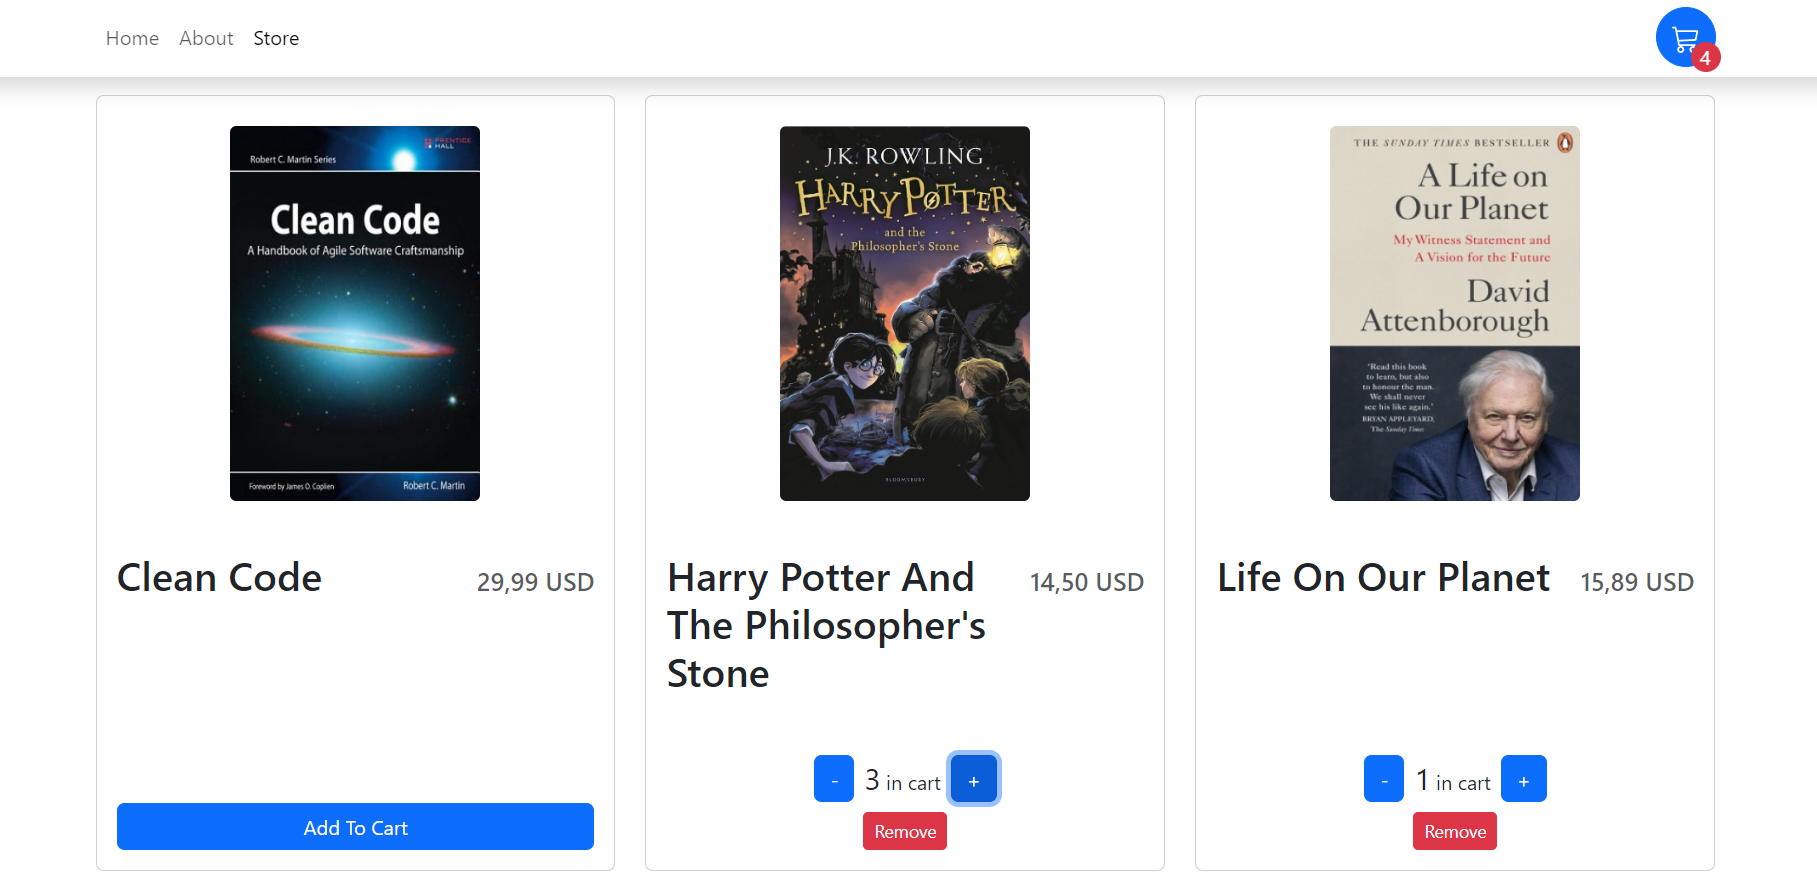 Home About Store
4
PRENTICE
HALL
Robert C. Martin Series
Clean Code
A Handbook of Agile Software Craftsmanship
Foreword by James O. Coplien
Robert C. Martin
Clean Code
29,99 USD
Add To Cart
J.K. ROWLING
HARRY POTTER
and the
Philosopher's Stone
BLOOMSBURY
Harry Potter And
The Philosopher's
Stone
14,50 USD
- 3 in cart +
Remove
THE SUNDAY TIMES BESTSELLER
A Life on
Our Planet
My Witness Statement and
A Vision for the Future
David
Attenborough
'Read this book
to learn, but also
to honour the man.
We shall never
see his like again.'
BRYAN APPLEYARD,
The Sunday Times
Life On Our Planet
15,89 USD
- 1 in cart +
Remove